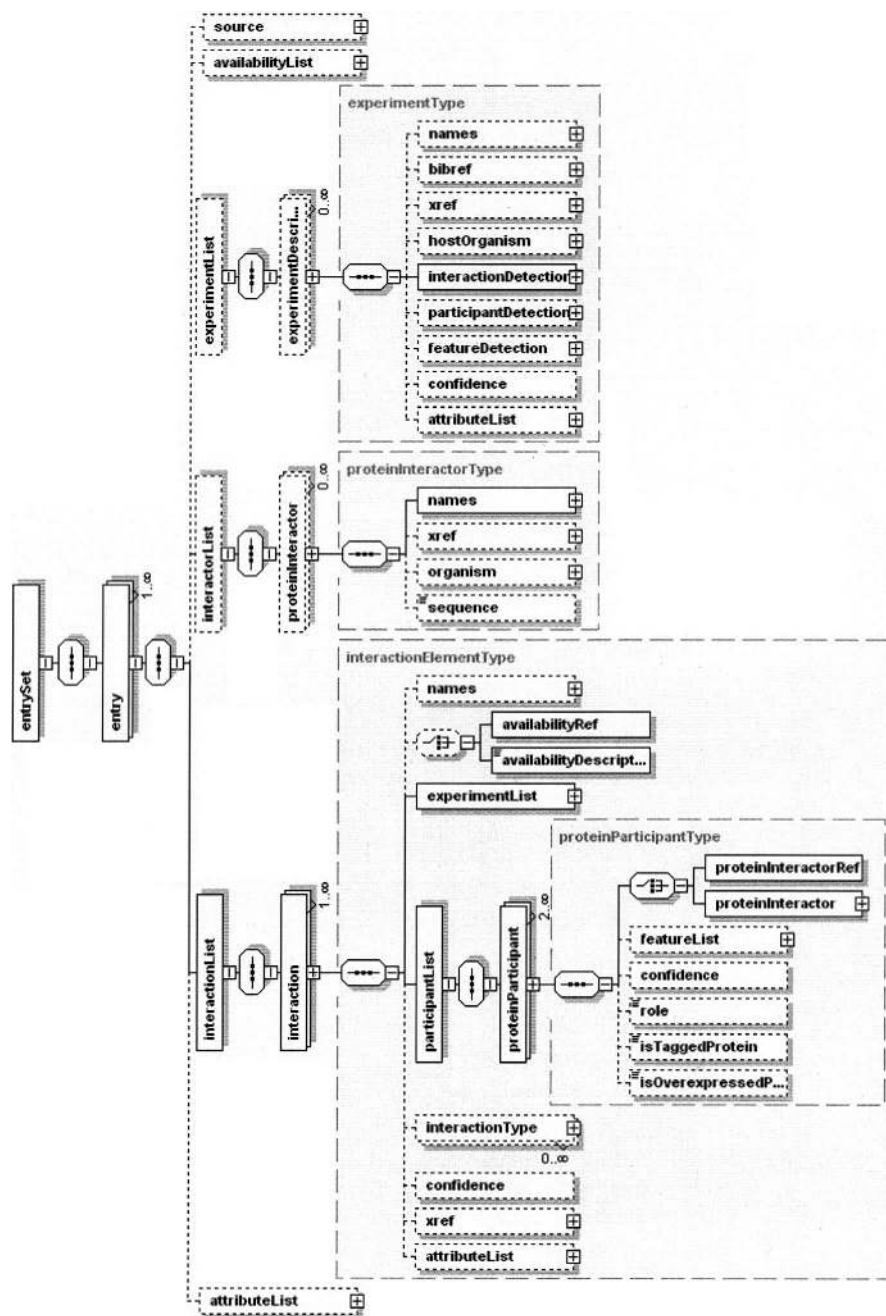 source
availabilityList
experimentType
names
bibref
xref
hostOrganism
interactionDetection
participantDetection
featureDetection
confidence
attributeList
experimentList
experimentDescri...
0..∞
proteinInteractorType
names
xref
organism
sequence
interactorList
proteinInteractor
0..∞
entrySet
entry
1..∞
interactionElementType
names
availabilityRef
availabilityDescript...
experimentList
proteinParticipantType
proteinInteractorRef
proteinInteractor
featureList
confidence
role
isTaggedProtein
isOverexpressedP...
interactionList
interaction
1..∞
participantList
proteinParticipant
2..∞
interactionType
0..∞
confidence
xref
attributeList
attributeList